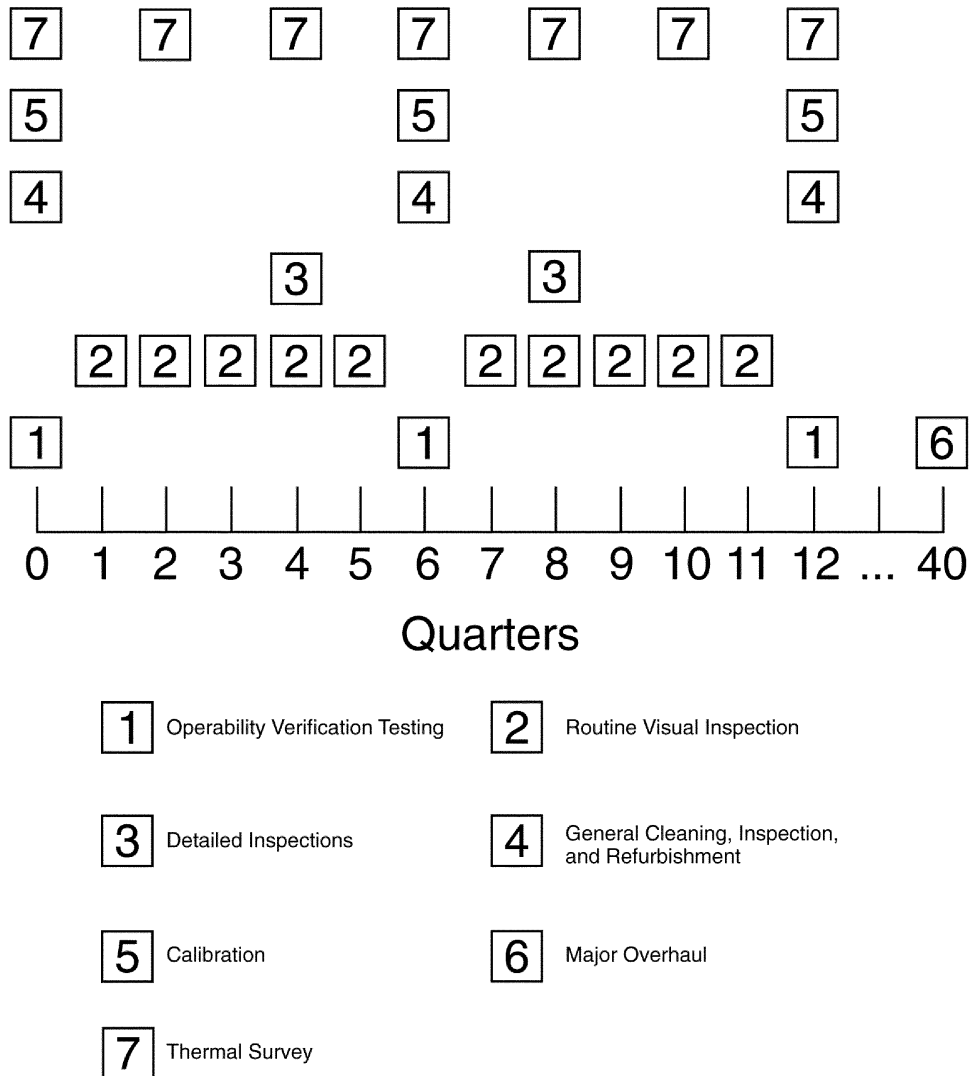 7 7 7 7 7 7 7
5 5 5
4 4 4
3 3
2 2 2 2 2 2 2 2 2 2
1 1 1 6
0 1 2 3 4 5 6 7 8 9 10 11 12 ... 40
Quarters
1 Operability Verification Testing
2 Routine Visual Inspection
3 Detailed Inspections
4 General Cleaning, Inspection,
and Refurbishment
5 Calibration
6 Major Overhaul
7 Thermal Survey